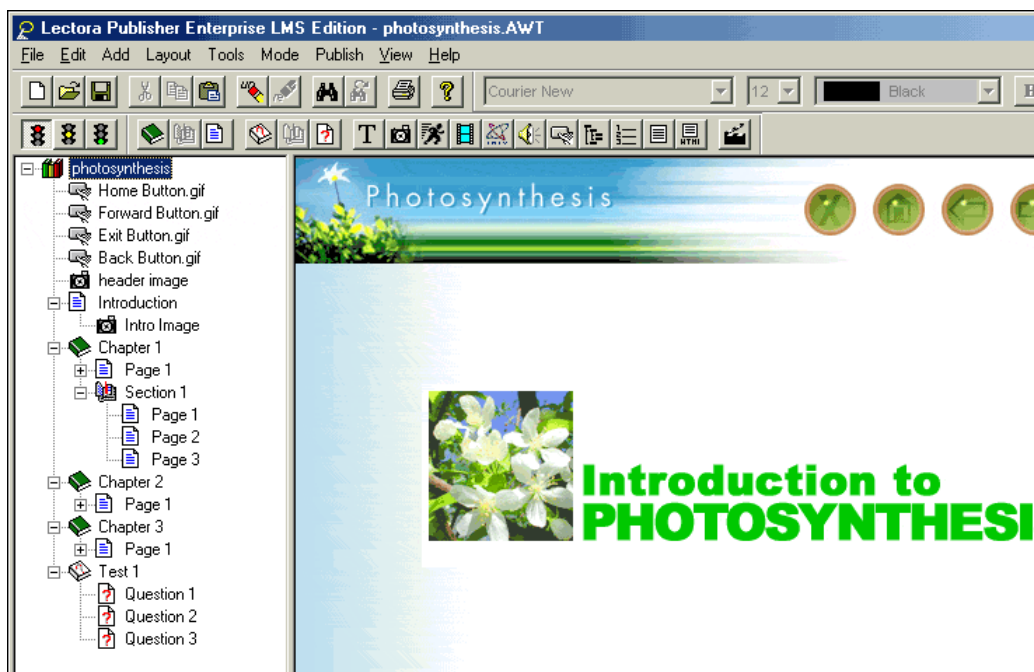 Lectora Publisher Enterprise LMS Edition - photosynthesis.AWT
File Edit Add Layout Tools Mode Publish View Help
Courier New 12 Black B
T HTML
photosynthesis
Home Button.gif
Forward Button.gif
Exit Button.gif
Back Button.gif
header image
Introduction
Intro Image
Chapter 1
Page 1
Section 1
Page 1
Page 2
Page 3
Chapter 2
Page 1
Chapter 3
Page 1
Test 1
Question 1
Question 2
Question 3
Photosynthesis
Introduction to
PHOTOSYNTHESI